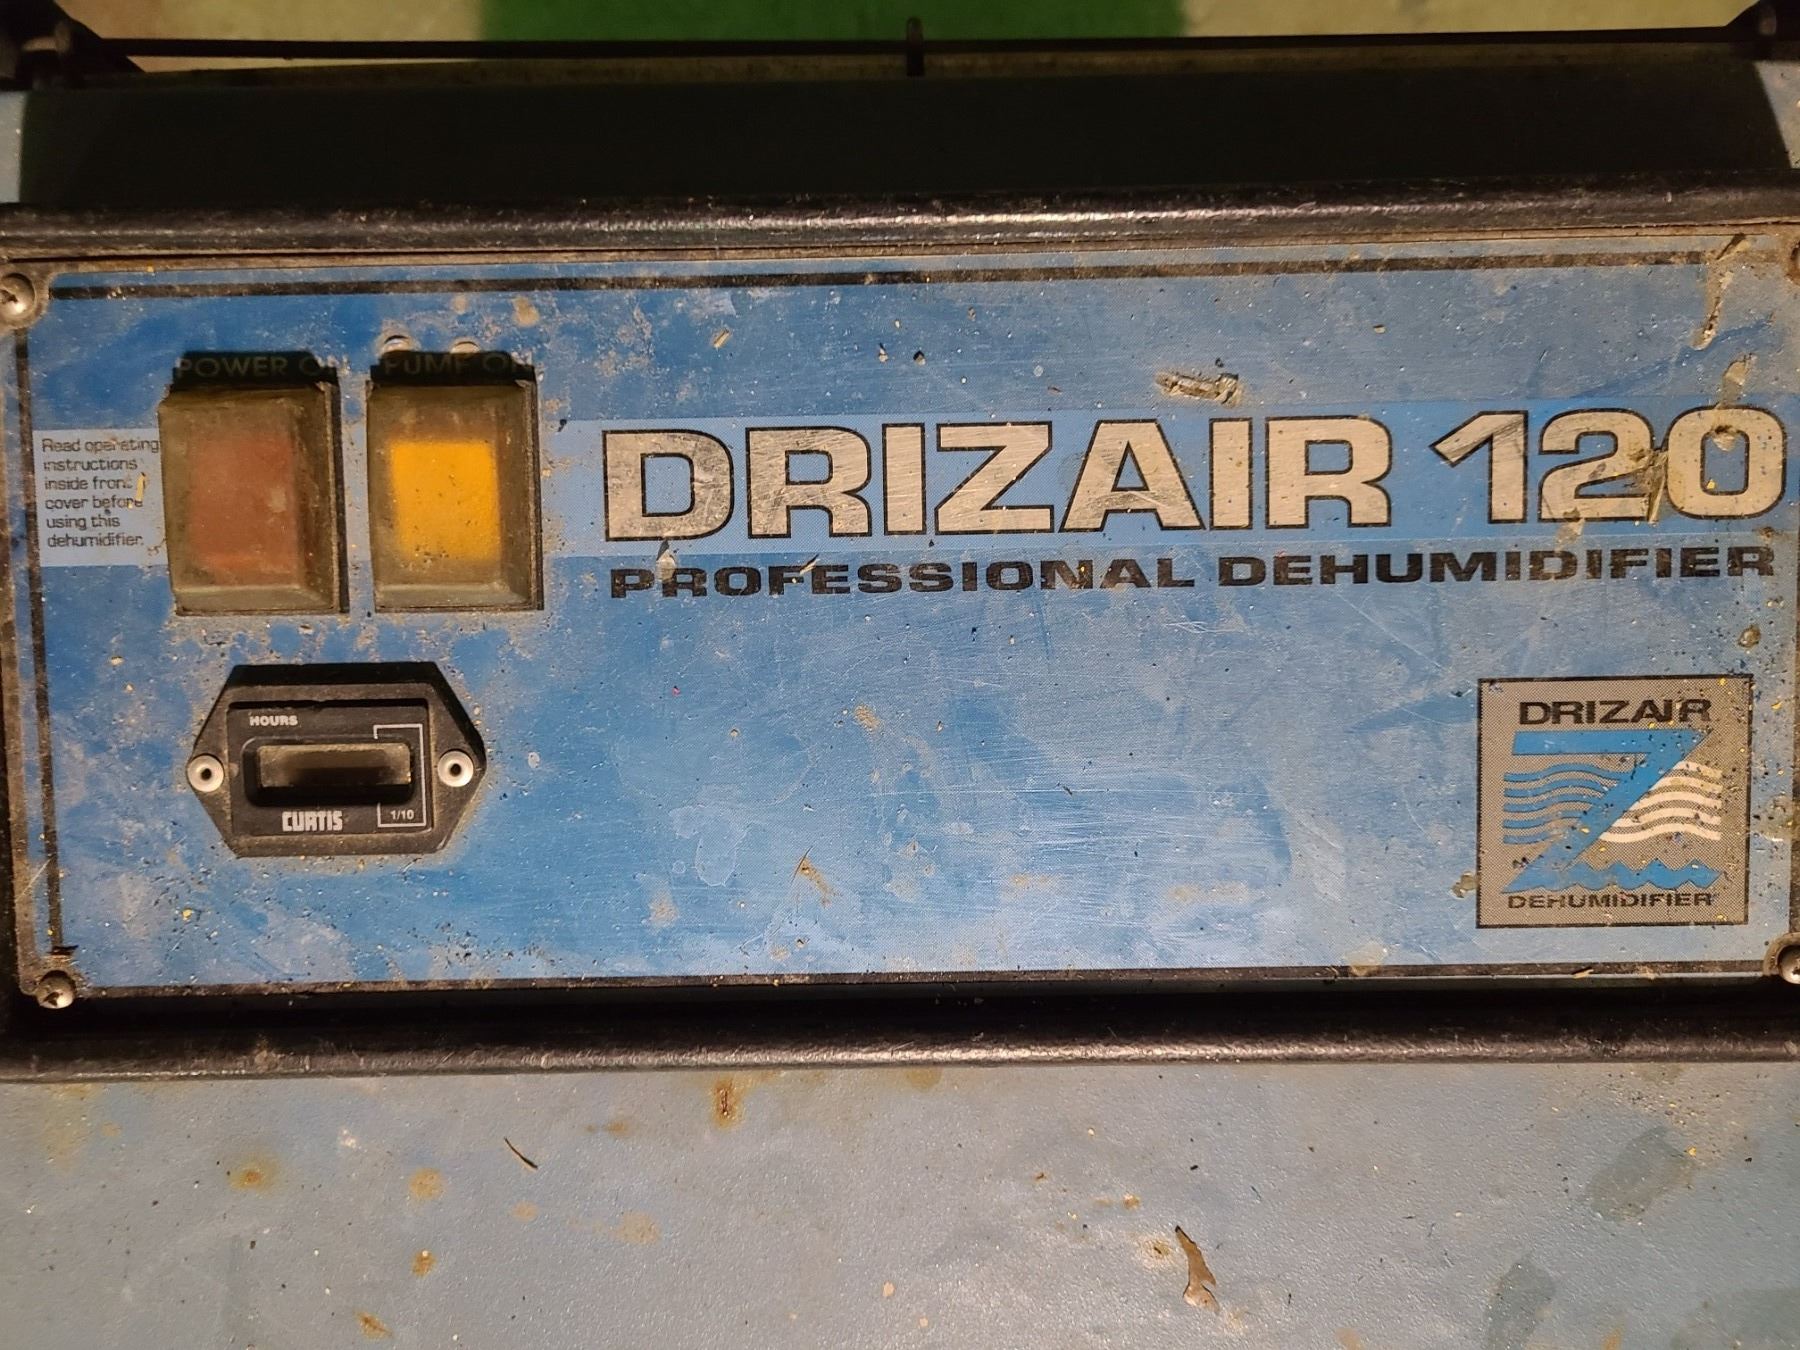 POWER ON
PUMP ON
Read operating
instructions
inside front
cover before
using this
dehumidifier.
DRIZAIR 120
PROFESSIONAL DEHUMIDIFIER
HOURS
CURTIS
1/10
DRIZAIR
DEHUMIDIFIER